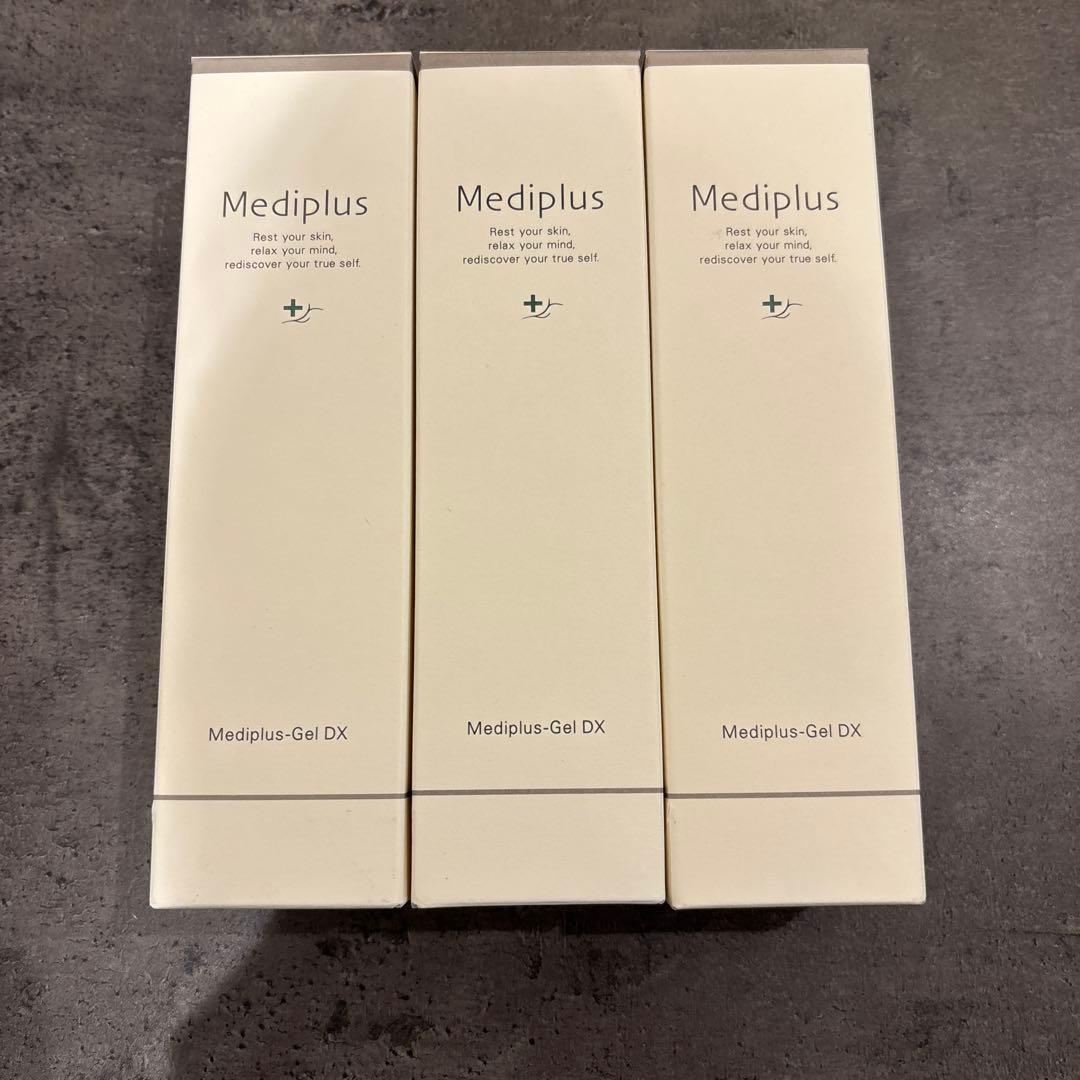 Mediplus
Rest your skin,
relax your mind,
rediscover your true self.
Mediplus-Gel DX
Mediplus
Rest your skin,
relax your mind,
rediscover your true self.
Mediplus-Gel DX
Mediplus
Rest your skin,
relax your mind,
rediscover your true self.
Mediplus-Gel DX